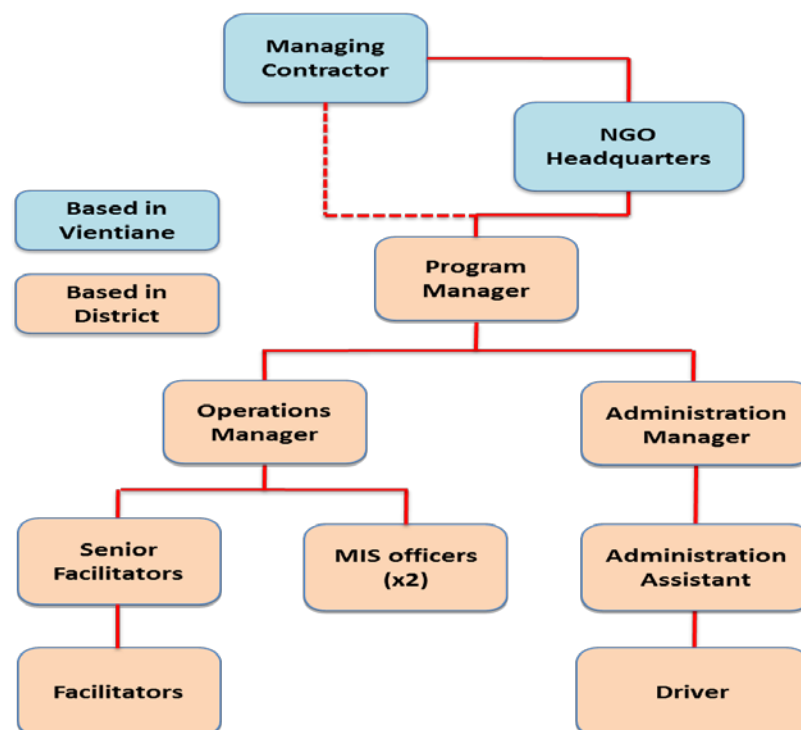 Managing
Contractor
NGO
Headquarters
Based in
Vientiane
Based in
District
Program
Manager
Operations
Manager
Administration
Manager
Senior
Facilitators
MIS officers
(x2)
Administration
Assistant
Facilitators
Driver